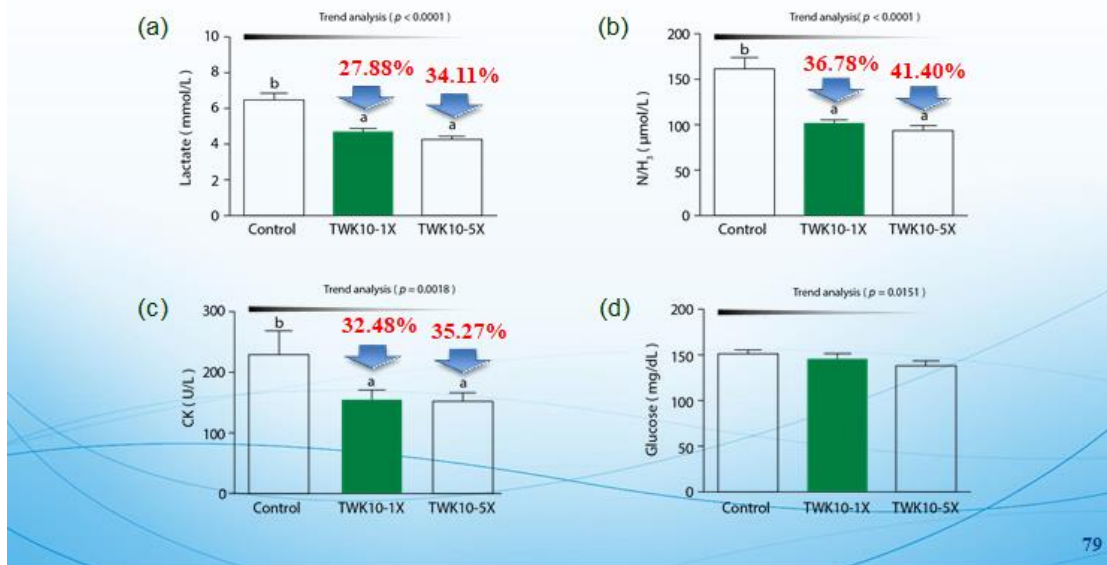 Trend analysis ( p < 0.0001 )
(a)
10
8
6
4
2
0
Lactate ( mmol/L )
b
27.88%
a
34.11%
a
Control TWK10-1X TWK10-5X
Trend analysis( p < 0.0001 )
(b)
200
150
100
50
0
N/H₃ ( μmol/L )
b
36.78%
a
41.40%
a
Control TWK10-1X TWK10-5X
Trend analysis ( p = 0.0018 )
(c)
300
200
100
0
CK ( U/L )
b
32.48%
a
35.27%
a
Control TWK10-1X TWK10-5X
Trend analysis ( p = 0.0151 )
(d)
200
150
100
50
0
Glucose ( mg/dL )
Control TWK10-1X TWK10-5X
79